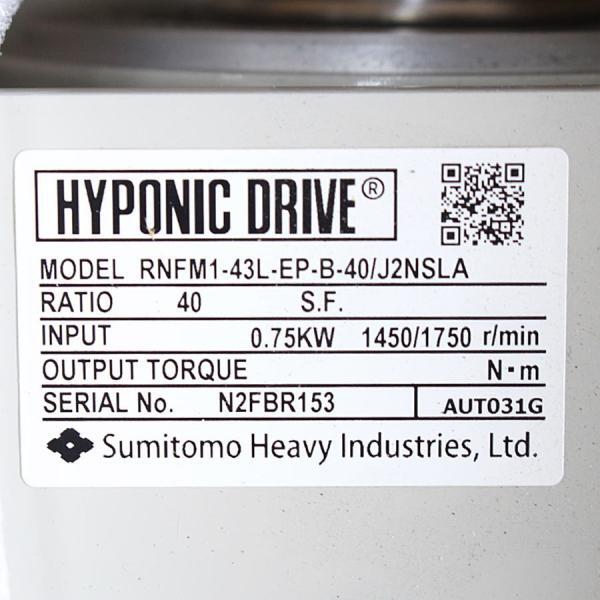 HYPONIC DRIVE®
MODEL RNFM1-43L-EP-B-40/J2NSLA
RATIO 40 S.F.
INPUT 0.75KW 1450/1750 r/min
OUTPUT TORQUE N·m
SERIAL No. N2FBR153 AUT031G
Sumitomo Heavy Industries, Ltd.